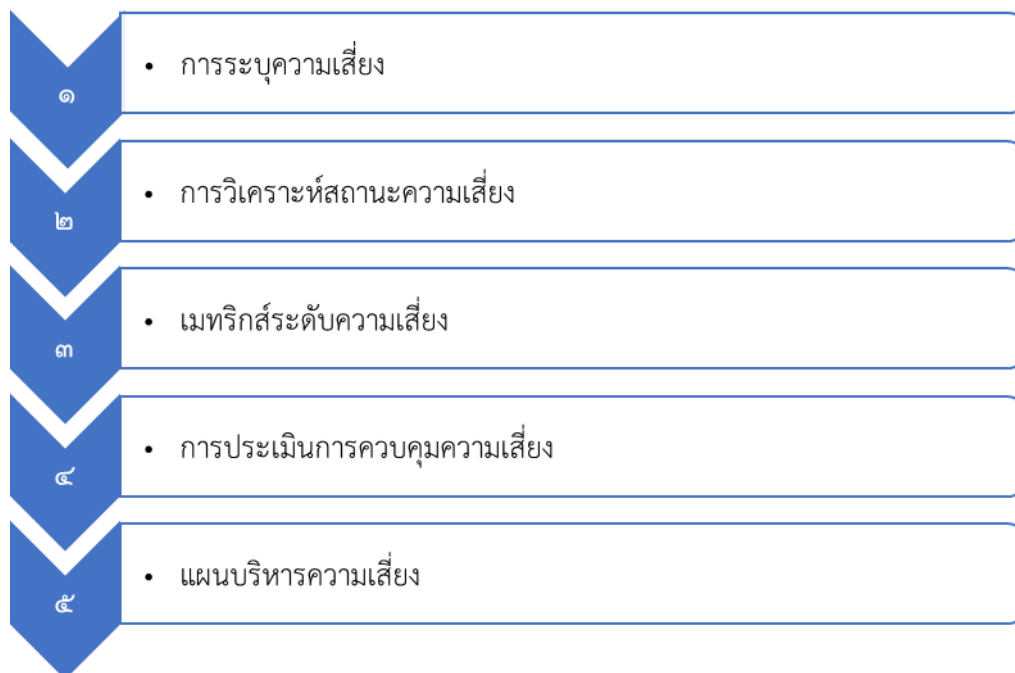 ๑
• การระบุความเสี่ยง
๒
• การวิเคราะห์สถานะความเสี่ยง
๓
• เมทริกส์ระดับความเสี่ยง
๔
• การประเมินการควบคุมความเสี่ยง
๕
• แผนบริหารความเสี่ยง